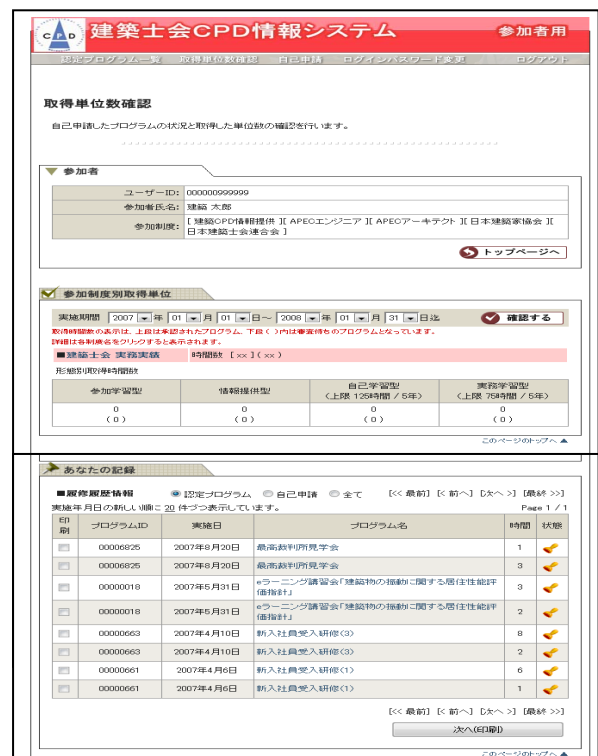 CPD 建築士会CPD情報システム 参加者用
認定プログラム一覧 取得単位数確認 自己申請 ログインパスワード変更 ログアウト
取得単位数確認
自己申請したプログラムの状況と取得した単位数の確認を行います。
参加者
ユーザーID: 000000999999
参加者氏名: 建築 太郎
参加制度: [ 建築CPD情報提供 ][ APECエンジニア ][ APECアーキテクト ][ 日本建築家協会 ][
日本建築士会連合会 ]
トップページへ
参加制度別取得単位
実施期間 2007 年 01 月 01 日～ 2008 年 01 月 31 日迄 確認する
取得時間数の表示は、上段は承認されたプログラム、下段( )内は審査待ちのプログラムとなっています。
詳細は各制度名をクリックすると表示されます。
■建築士会 実務実績 時間数 [ xx ] ( xx )
形態別取得時間数
参加学習型 情報提供型 自己学習型 実務学習型
(上限 125時間 / 5年) (上限 75時間 / 5年)
0 0 0 0
( 0 ) ( 0 ) ( 0 ) ( 0 )
このページのトップへ ▲
あなたの記録
■履修履歴情報 認定プログラム 自己申請 全て [<< 最前] [< 前へ] [次へ >] [最終 >>]
実施年月日の新しい順に 20 件づつ表示しています。 Page 1 / 1
印刷 プログラムID 実施日 プログラム名 時間 状態
00006825 2007年8月20日 最高裁判所見学会 1
00006825 2007年8月20日 最高裁判所見学会 3
00000018 2007年5月31日 eラーニング講習会「建築物の振動に関する居住性能評
価指針」 3
00000018 2007年5月31日 eラーニング講習会「建築物の振動に関する居住性能評
価指針」 2
00000663 2007年4月10日 新入社員受入研修(3) 8
00000663 2007年4月10日 新入社員受入研修(3) 2
00000661 2007年4月6日 新入社員受入研修(1) 6
00000661 2007年4月6日 新入社員受入研修(1) 1
[<< 最前] [< 前へ] [次へ >] [最終 >>]
次へ(印刷)
このページのトップへ ▲